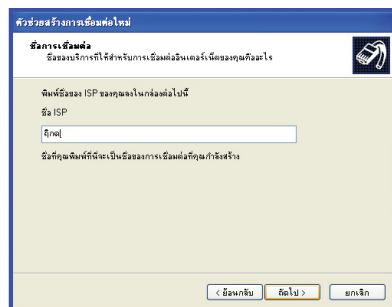 ตัวช่วยสร้างการเชื่อมต่อใหม่
ชื่อการเชื่อมต่อ
ชื่อของบริการที่ให้สำหรับการเชื่อมต่ออินเตอร์เน็ตของคุณคืออะไร
พิมพ์ชื่อของ ISP ของคุณลงในกล่องต่อไปนี้
ชื่อ ISP
ชื่อที่คุณพิมพ์ที่นี่จะเป็นชื่อของการเชื่อมต่อที่คุณกำลังสร้าง
< ย้อนกลับ
ถัดไป >
ยกเลิก